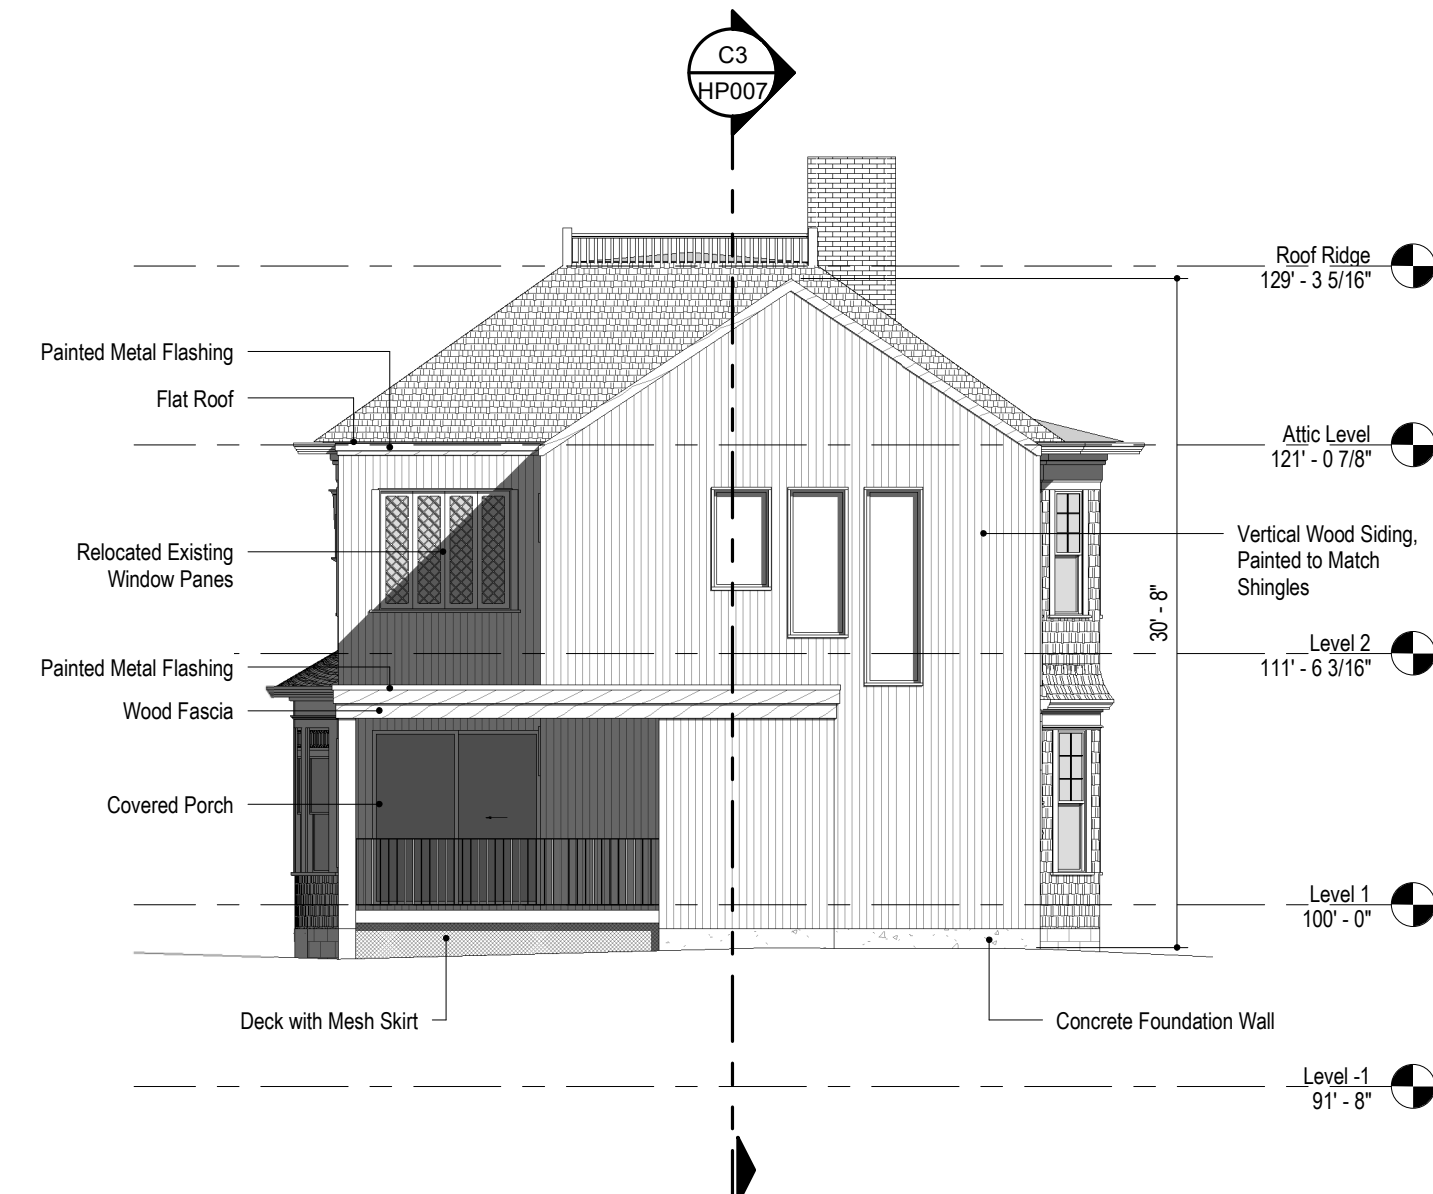 C3
HP007
Roof Ridge
129' - 3 5/16"
Painted Metal Flashing
Flat Roof
Attic Level
121' - 0 7/8"
Relocated Existing
Window Panes
Vertical Wood Siding,
Painted to Match
Shingles
30' - 8"
Level 2
111' - 6 3/16"
Painted Metal Flashing
Wood Fascia
Covered Porch
Level 1
100' - 0"
Deck with Mesh Skirt
Concrete Foundation Wall
Level -1
91' - 8"